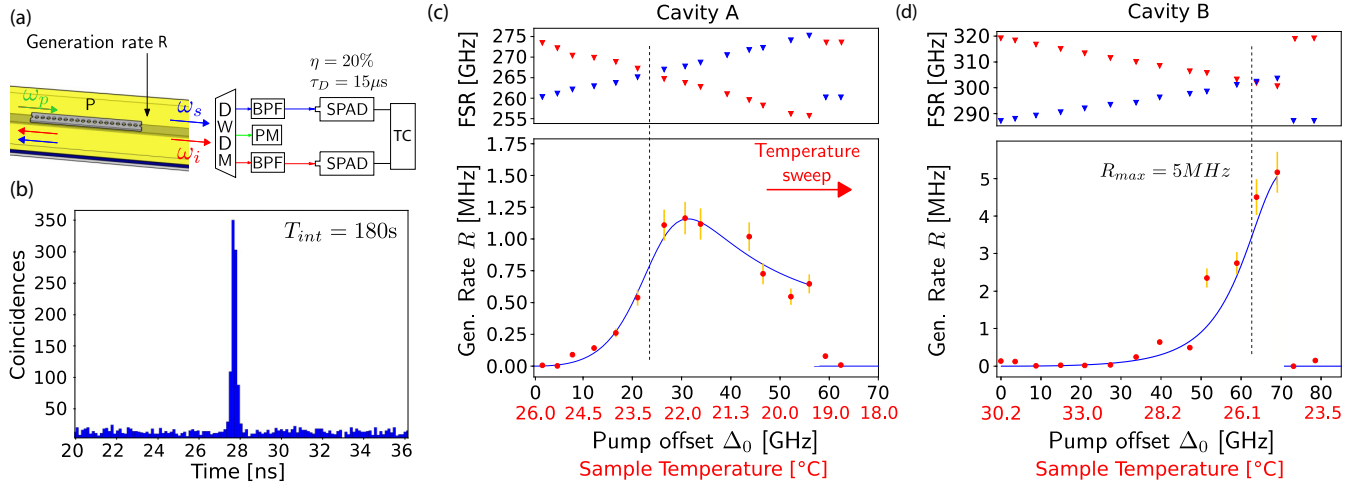 (a)
Generation rate R
P
ω_p
ω_s
ω_i
η = 20%
τ_D = 15μs
D
W
D
M
BPF
PM
BPF
SPAD
SPAD
TC
(b)
350
300
250
200
150
100
50
Coincidences
T_int = 180s
20 22 24 26 28 30 32 34 36
Time [ns]
(c)
Cavity A
275
270
265
260
255
FSR [GHz]
1.75
1.50
1.25
1.00
0.75
0.50
0.25
0.00
Gen. Rate R [MHz]
Temperature
sweep
0 10 20 30 40 50 60 70
26.0 24.5 23.5 22.0 21.3 20.0 19.0 18.0
Pump offset Δ₀ [GHz]
Sample Temperature [°C]
(d)
Cavity B
320
310
300
290
FSR [GHz]
5
4
3
2
1
0
Gen. Rate R [MHz]
R_max = 5MHz
0 10 20 30 40 50 60 70 80
30.2 33.0 28.2 26.1 23.5
Pump offset Δ₀ [GHz]
Sample Temperature [°C]